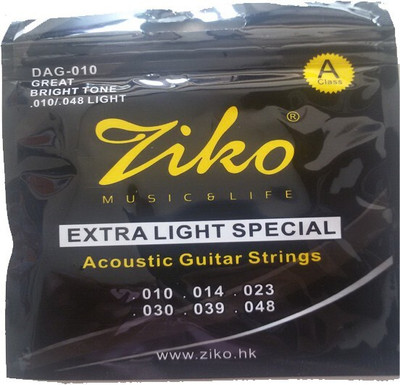 DAG-010
GREAT
BRIGHT TONE
.010/.048 LIGHT
A
Class
Ziko®
MUSIC & LIFE
EXTRA LIGHT SPECIAL
Acoustic Guitar Strings
.010 .014 .023
.030 .039 .048
www.ziko.hk